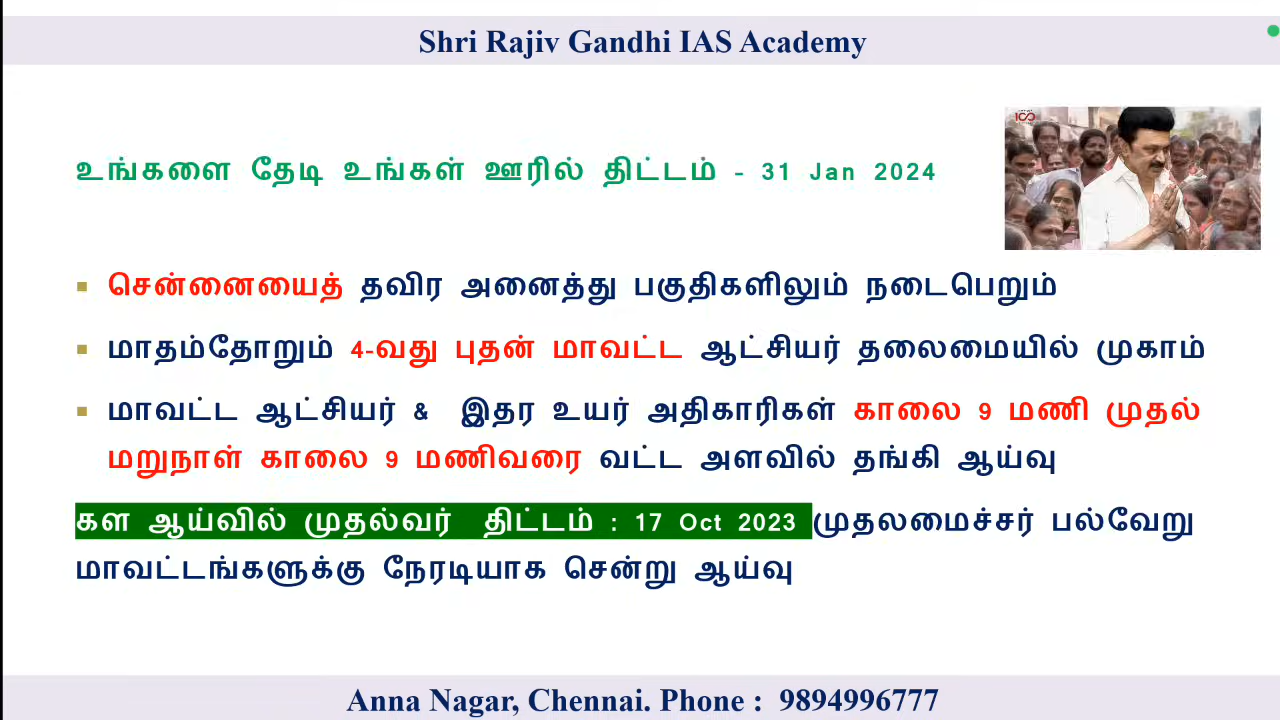 Shri Rajiv Gandhi IAS Academy
100
உங்களை தேடி உங்கள் ஊரில் திட்டம் - 31 Jan 2024
▪ சென்னையைத் தவிர அனைத்து பகுதிகளிலும் நடைபெறும்
▪ மாதம்தோறும் 4-வது புதன் மாவட்ட ஆட்சியர் தலைமையில் முகாம்
▪ மாவட்ட ஆட்சியர் & இதர உயர் அதிகாரிகள் காலை 9 மணி முதல்
மறுநாள் காலை 9 மணிவரை வட்ட அளவில் தங்கி ஆய்வு
கள ஆய்வில் முதல்வர் திட்டம் : 17 Oct 2023 முதலமைச்சர் பல்வேறு
மாவட்டங்களுக்கு நேரடியாக சென்று ஆய்வு
Anna Nagar, Chennai. Phone : 9894996777